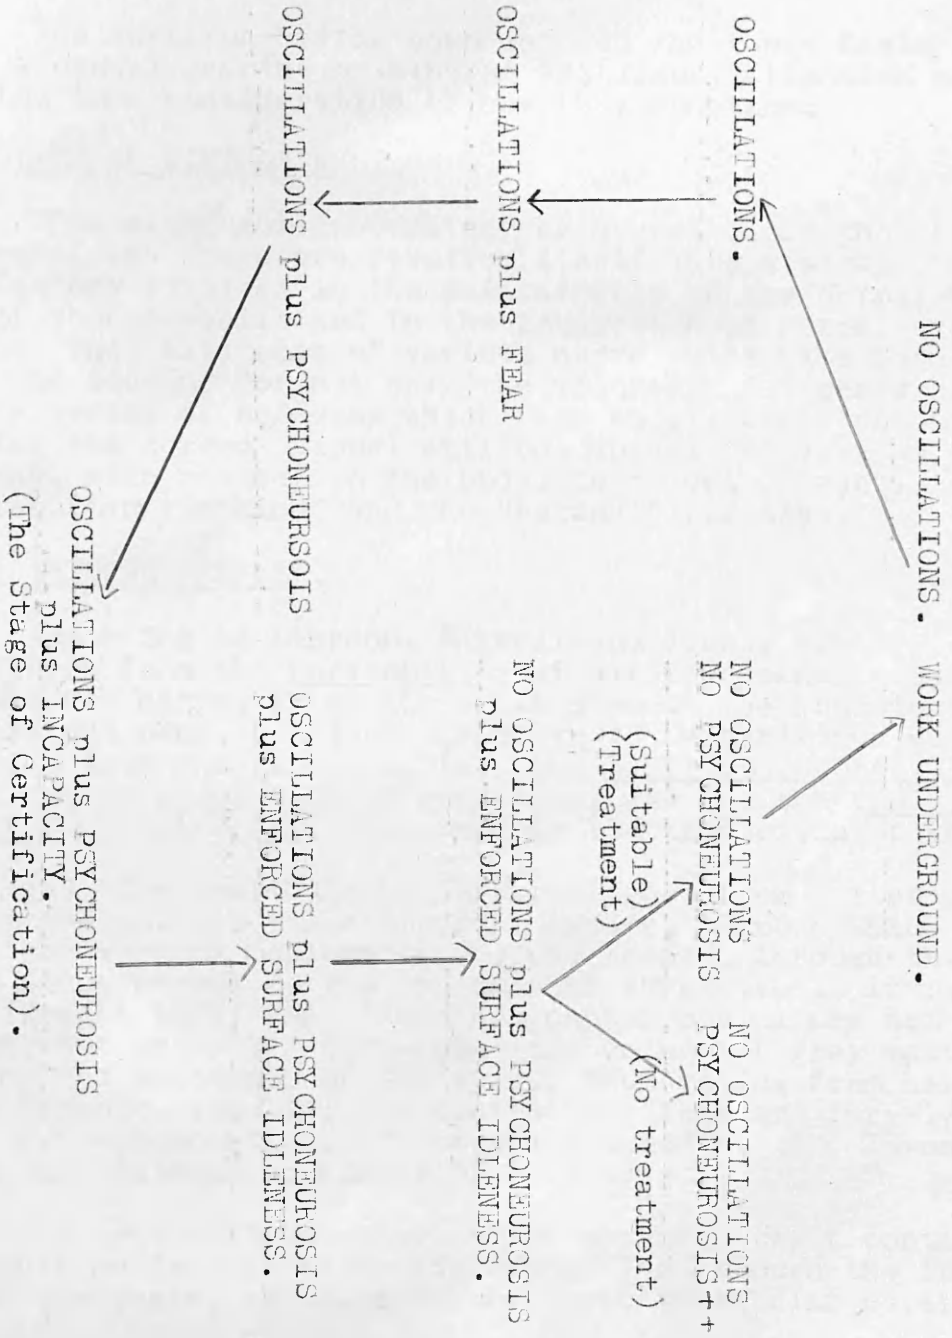 NO OSCILLATIONS. WORK UNDERGROUND.
OSCILLATIONS.
NO OSCILLATIONS
NO PSYCHONEUROSIS
NO OSCILLATIONS
PSYCHONEUROSIS++
(Suitable)
(Treatment)
(No treatment)
OSCILLATIONS plus FEAR
NO OSCILLATIONS plus PSYCHONEUROSIS
plus ENFORCED SURFACE IDLENESS.
OSCILLATIONS plus PSYCHONEURSOIS
OSCILLATIONS plus PSYCHONEUROSIS
plus ENFORCED SURFACE IDLENESS.
OSCILLATIONS plus PSYCHONEUROSIS
plus INCAPACITY.
(The Stage of Certification).